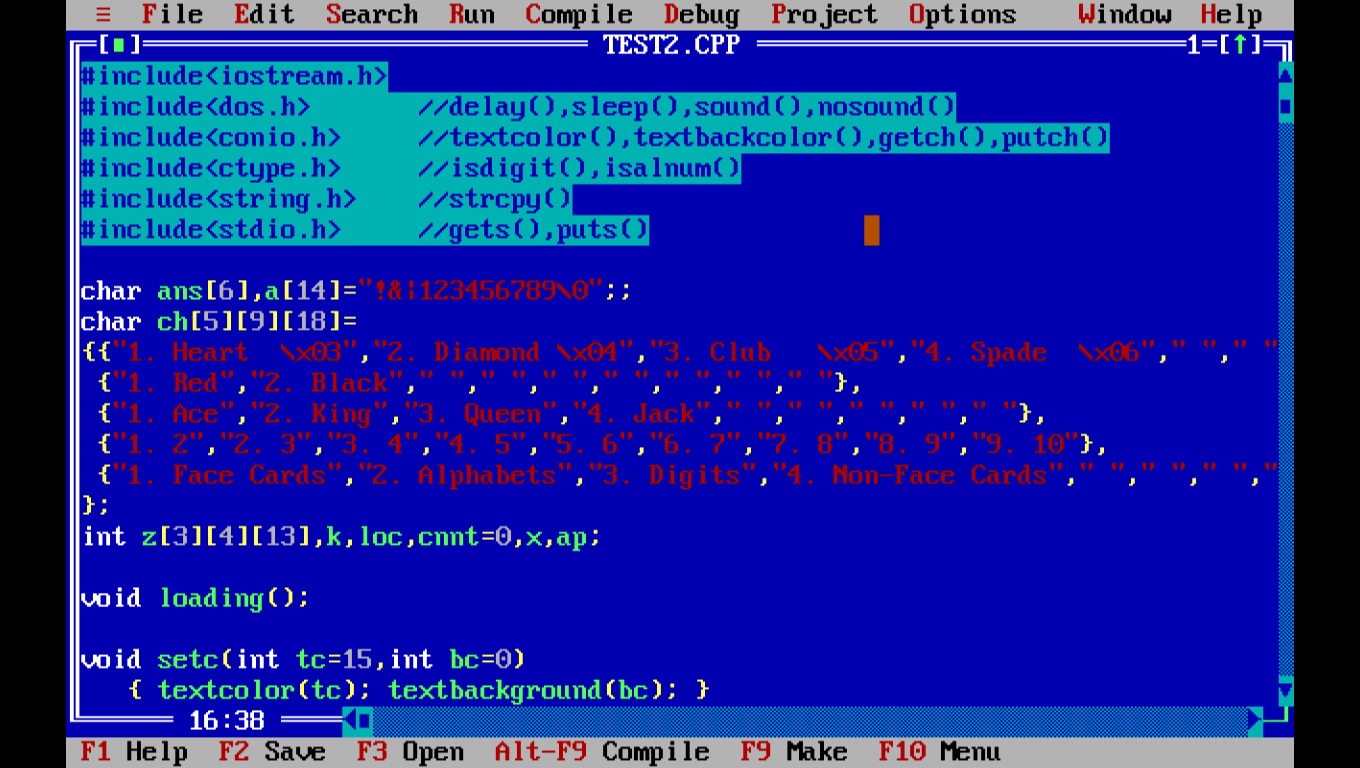 ≡ File Edit Search Run Compile Debug Project Options Window Help
[■] TEST2.CPP 1=[↑]
#include<iostream.h>
#include<dos.h> //delay(),sleep(),sound(),nosound()
#include<conio.h> //textcolor(),textbackcolor(),getch(),putch()
#include<ctype.h> //isdigit(),isalnum()
#include<string.h> //strcpy()
#include<stdio.h> //gets(),puts()
char ans[6],a[14]="!&|123456789\0";;
char ch[5][9][18]=
{{"1. Heart  \x03","2. Diamond \x04","3. Club   \x05","4. Spade  \x06"," "," "
{"1. Red","2. Black"," "," "," "," "," "," "," "},
{"1. Ace","2. King","3. Queen","4. Jack"," "," "," "," "," "},
{"1. 2","2. 3","3. 4","4. 5","5. 6","6. 7","7. 8","8. 9","9. 10"},
{"1. Face Cards","2. Alphabets","3. Digits","4. Non-Face Cards"," "," "," ","
};
int z[3][4][13],k,loc,cnnt=0,x,ap;
void loading();
void setc(int tc=15,int bc=0)
{ textcolor(tc); textbackground(bc); }
16:38
F1 Help F2 Save F3 Open Alt-F9 Compile F9 Make F10 Menu